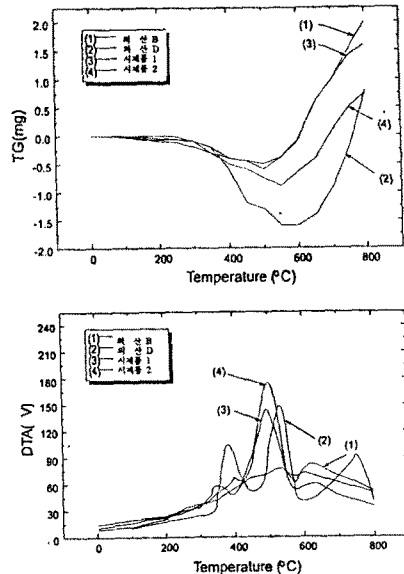 2.0
1.5
1.0
0.5
0.0
-0.5
-1.0
-1.5
-2.0
TG(mg)
(1) 외 산 B
(2) 외 산 D
(3) 시제품 1
(4) 시제품 2
(1)
(3)
(4)
(2)
0 200 400 600 800
Temperature (°C)
240
210
180
150
120
90
60
30
0
DTA( V)
(1) 외 산 B
(2) 외 산 D
(3) 시제품 1
(4) 시제품 2
(4)
(3)
(2)
(1)
0 200 400 600 800
Temperature (°C)